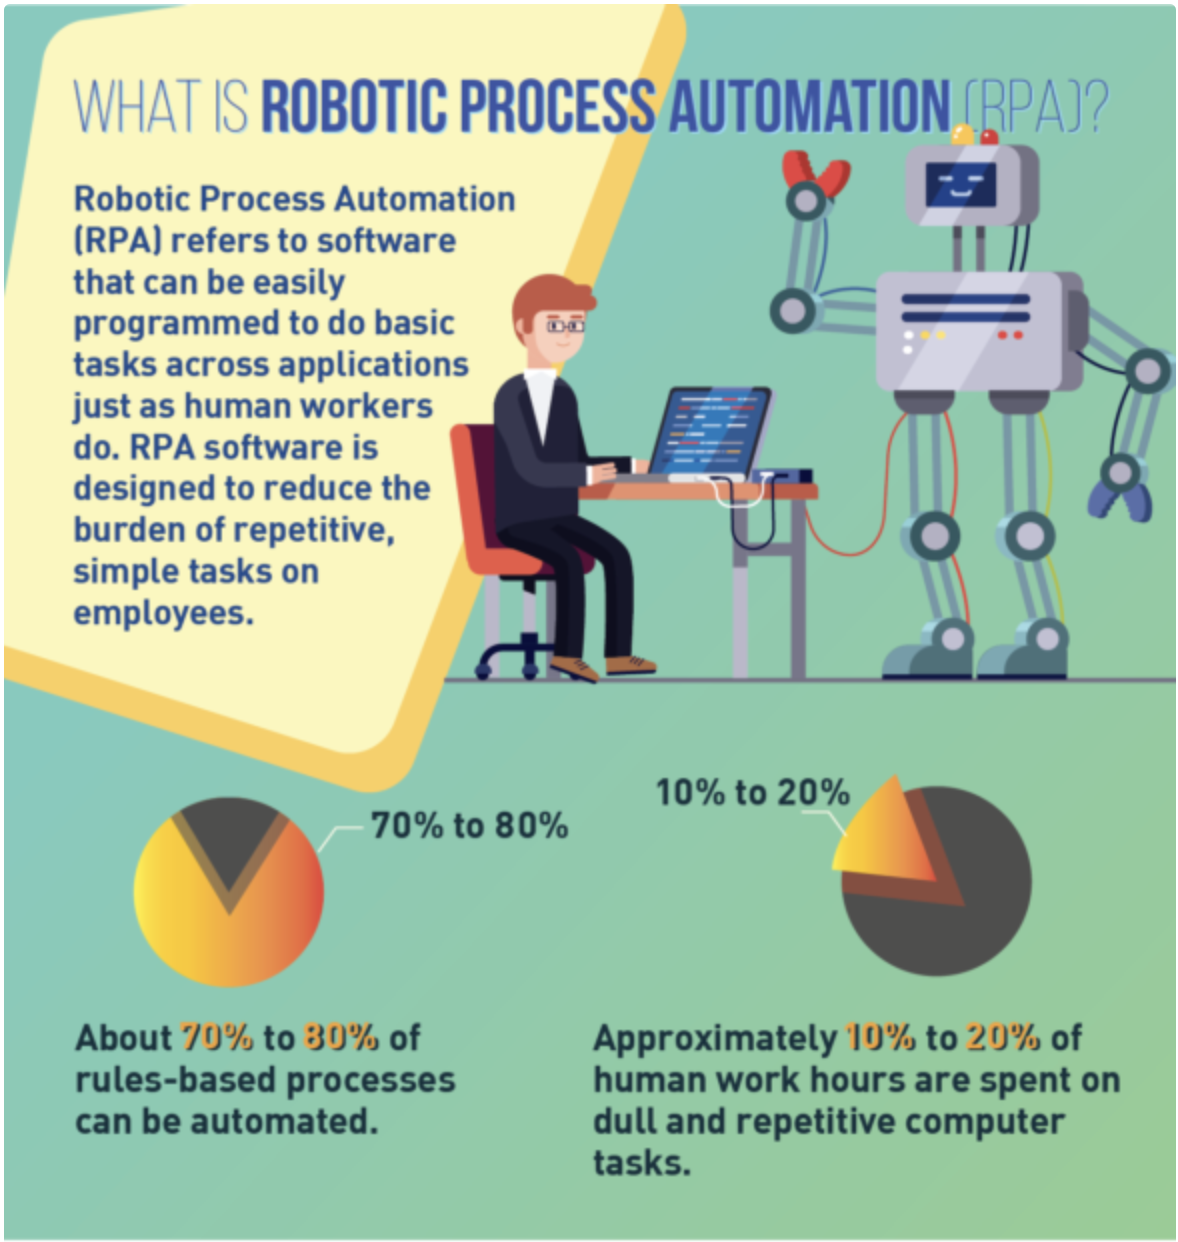 WHAT IS ROBOTIC PROCESS AUTOMATION (RPA)?
Robotic Process Automation
(RPA) refers to software
that can be easily
programmed to do basic
tasks across applications
just as human workers
do. RPA software is
designed to reduce the
burden of repetitive,
simple tasks on
employees.
70% to 80%
10% to 20%
About 70% to 80% of
rules-based processes
can be automated.
Approximately 10% to 20% of
human work hours are spent on
dull and repetitive computer
tasks.